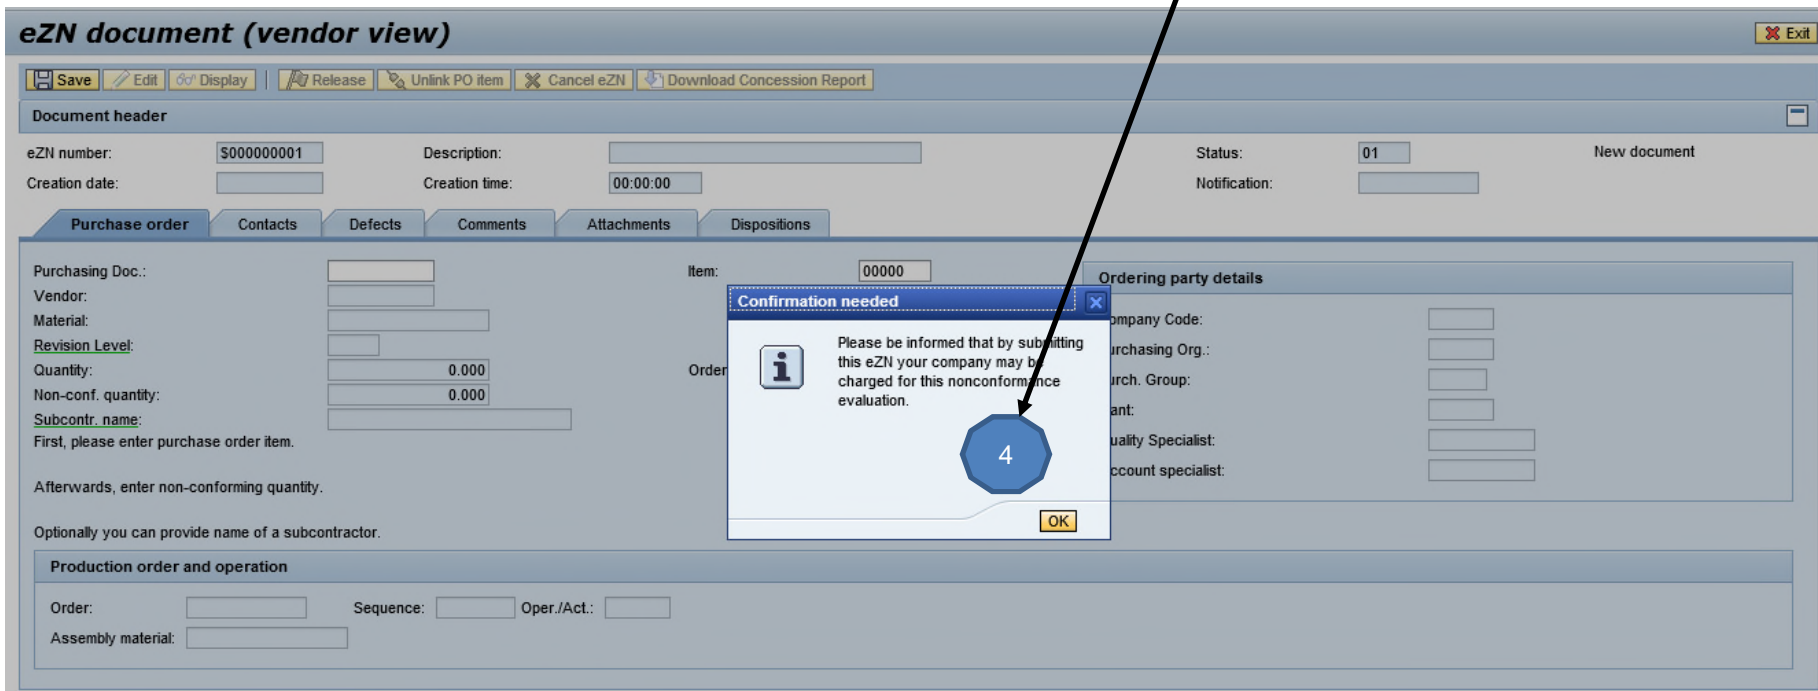 eZN document (vendor view)
Exit
Save Edit Display Release Unlink PO item Cancel eZN Download Concession Report
Document header
eZN number: $000000001 Description: Status: 01 New document
Creation date: Creation time: 00:00:00 Notification:
Purchase order Contacts Defects Comments Attachments Dispositions
Purchasing Doc.: Item: 00000
Vendor:
Material:
Revision Level:
Quantity: 0.000 Order
Non-conf. quantity: 0.000
Subcontr. name:
First, please enter purchase order item.
Afterwards, enter non-conforming quantity.
Optionally you can provide name of a subcontractor.
Confirmation needed
Please be informed that by submitting
this eZN your company may be
charged for this nonconformance
evaluation.
4
OK
Ordering party details
ompany Code:
urchasing Org.:
urch. Group:
ant:
uality Specialist:
ccount specialist:
Production order and operation
Order: Sequence: Oper./Act.:
Assembly material: